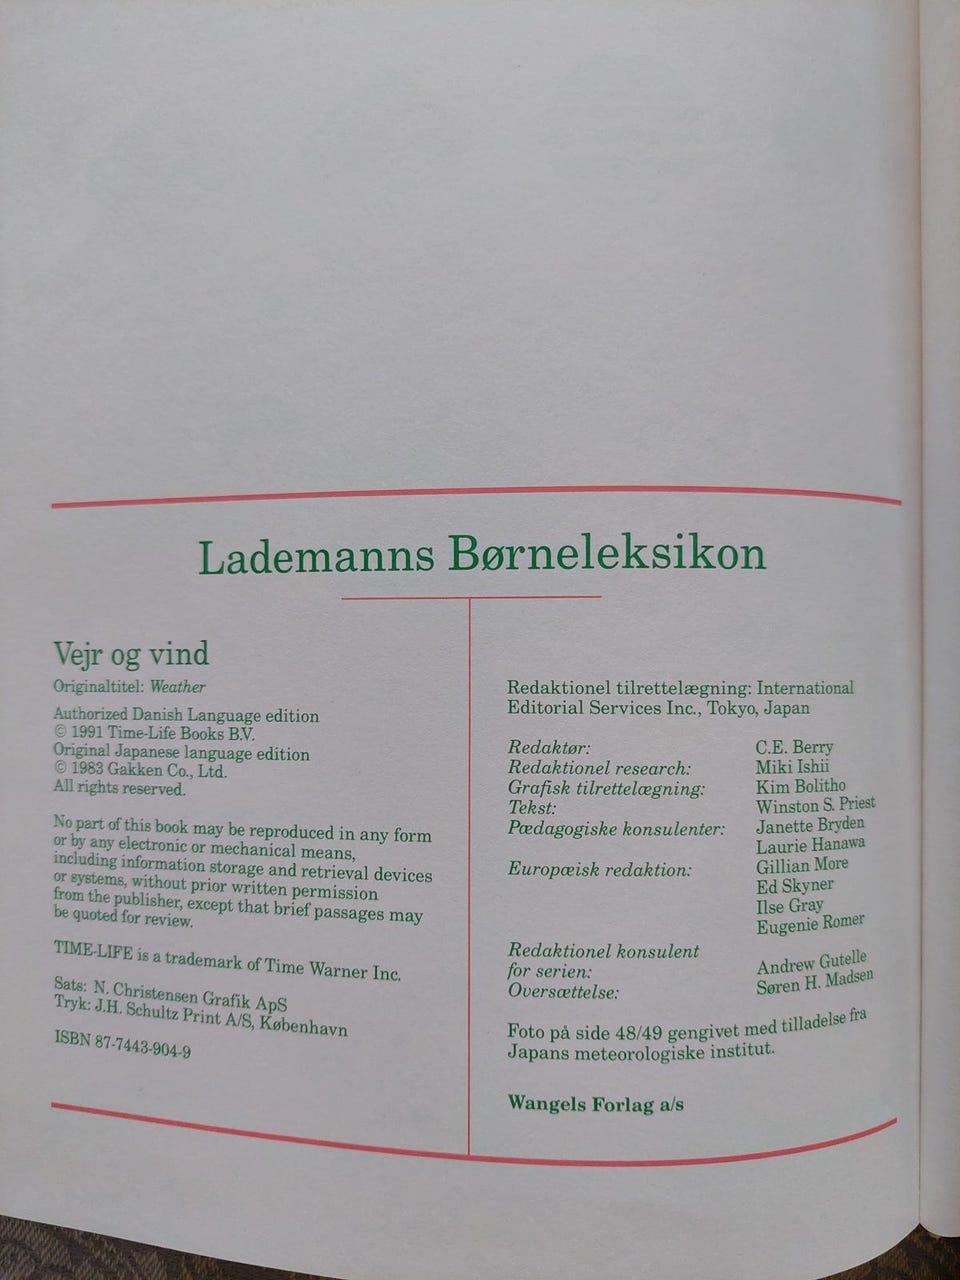 Lademanns Børneleksikon
Vejr og vind
Originaltitel: Weather
Authorized Danish Language edition
© 1991 Time-Life Books B.V.
Original Japanese language edition
© 1983 Gakken Co., Ltd.
All rights reserved.
No part of this book may be reproduced in any form
or by any electronic or mechanical means,
including information storage and retrieval devices
or systems, without prior written permission
from the publisher, except that brief passages may
be quoted for review.
TIME-LIFE is a trademark of Time Warner Inc.
Sats: N. Christensen Grafik ApS
Tryk: J.H. Schultz Print A/S, København
ISBN 87-7443-904-9
Redaktionel tilrettelægning: International
Editorial Services Inc., Tokyo, Japan
Redaktør: C.E. Berry
Redaktionel research: Miki Ishii
Grafisk tilrettelægning: Kim Bolitho
Tekst: Winston S. Priest
Pædagogiske konsulenter: Janette Bryden
Laurie Hanawa
Europæisk redaktion: Gillian More
Ed Skyner
Ilse Gray
Eugenie Romer
Redaktionel konsulent
for serien: Andrew Gutelle
Oversættelse: Søren H. Madsen
Foto på side 48/49 gengivet med tilladelse fra
Japans meteorologiske institut.
Wangels Forlag a/s